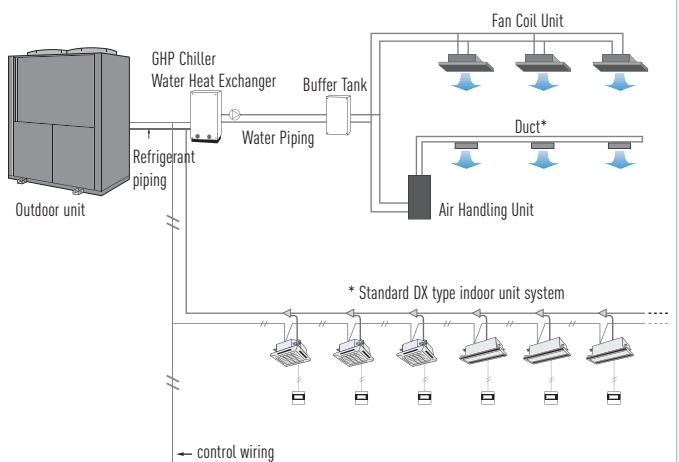 Fan Coil Unit
GHP Chiller
Water Heat Exchanger
Buffer Tank
Water Piping
Duct*
Refrigerant
piping
Outdoor unit
Air Handling Unit
* Standard DX type indoor unit system
control wiring